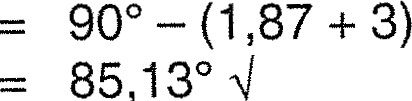 = 90° – (1,87 + 3)
= 85,13° √